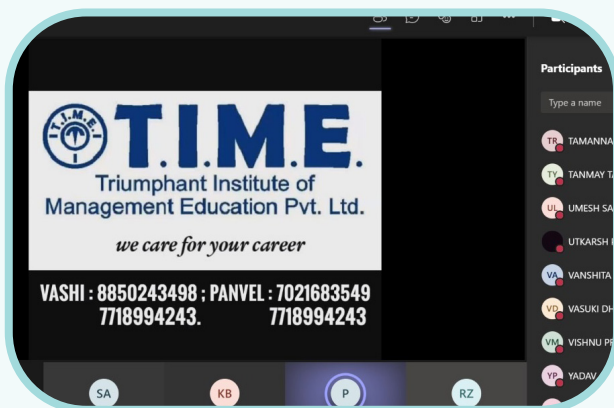 T.I.M.E.
T.I.M.E.
Triumphant Institute of
Management Education Pvt. Ltd.
we care for your career
VASHI : 8850243498 ; PANVEL : 7021683549
7718994243. 7718994243
Participants
Type a name
TR TAMANNA
TY TANMAY
UL UMESH
UTKARSH
VA VANSHITA
VD VASUKI
VM VISHNU
YP YADAV
SA
KB
P
RZ